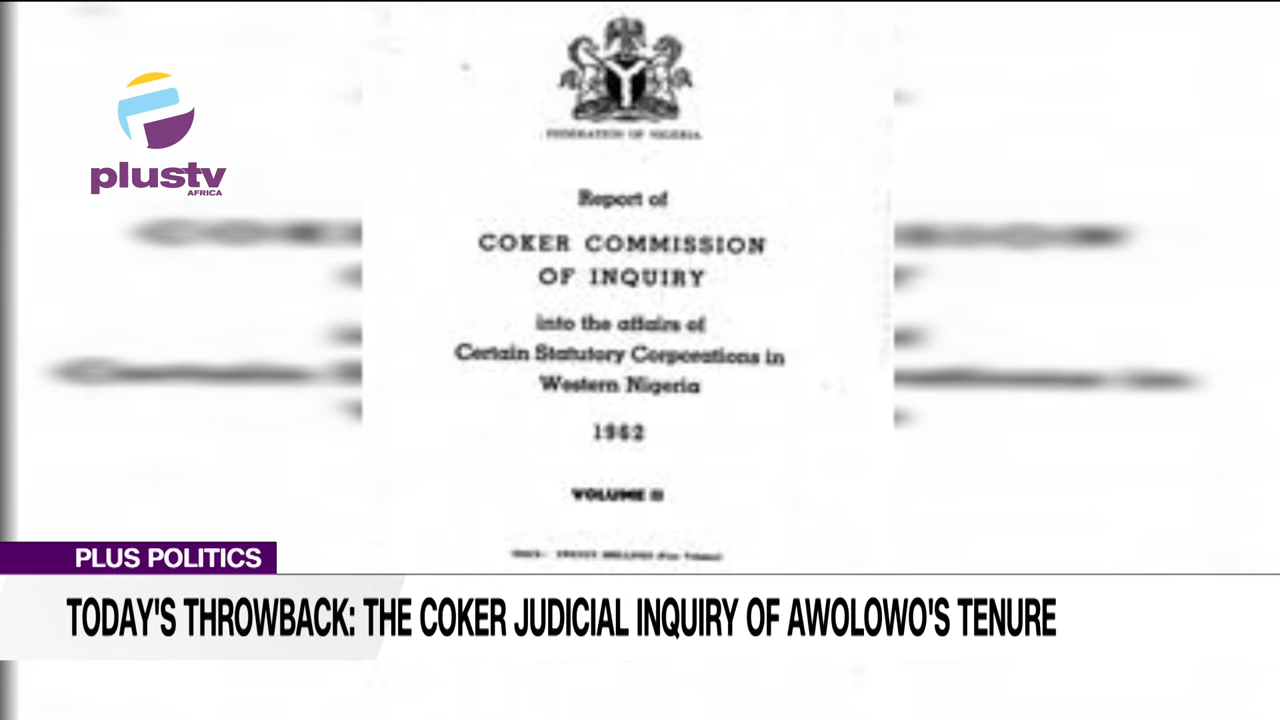 plustv
AFRICA
FEDERATION OF NIGERIA
Report of
COKER COMMISSION
OF INQUIRY
into the affairs of
Certain Statutory Corporations in
Western Nigeria
1962
VOLUME II
PLUS POLITICS
TODAY'S THROWBACK: THE COKER JUDICIAL INQUIRY OF AWOLOWO'S TENURE